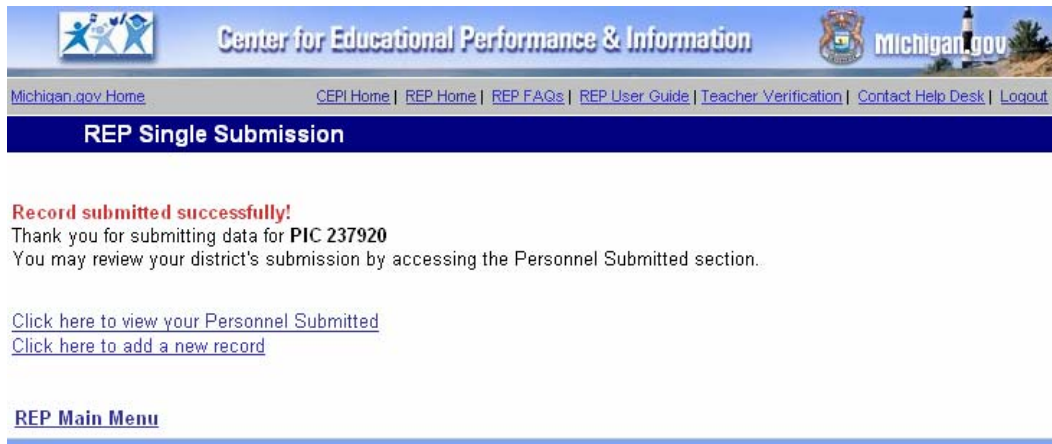 Center for Educational Performance & Information
Michigan.gov
Michigan.gov Home CEPI Home | REP Home | REP FAQs | REP User Guide | Teacher Verification | Contact Help Desk | Logout
REP Single Submission
Record submitted successfully!
Thank you for submitting data for PIC 237920
You may review your district's submission by accessing the Personnel Submitted section.
Click here to view your Personnel Submitted
Click here to add a new record
REP Main Menu